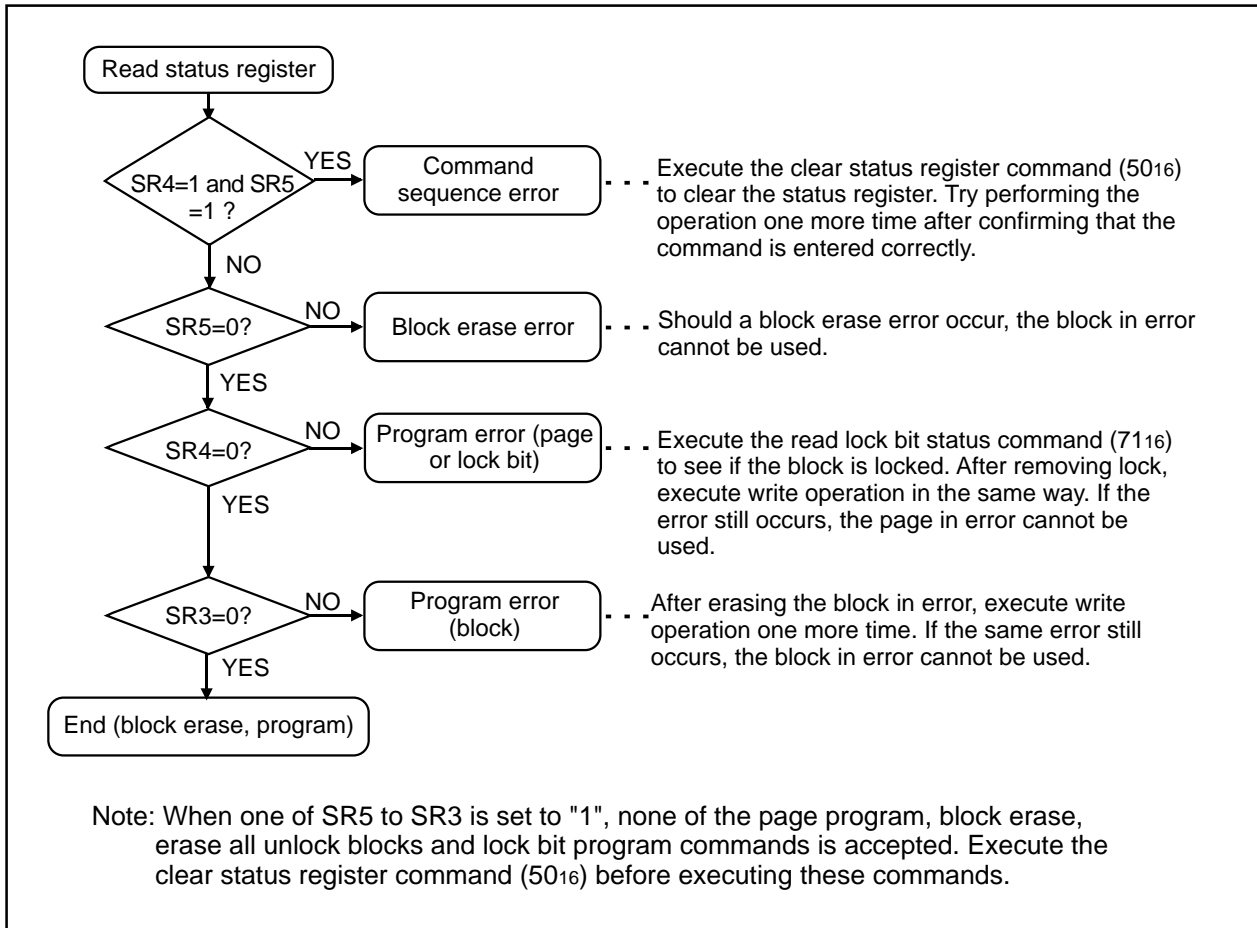 Read status register
SR4=1 and SR5
=1 ?
YES
Command
sequence error
Execute the clear status register command (5016)
to clear the status register. Try performing the
operation one more time after confirming that the
command is entered correctly.
NO
SR5=0?
NO
Block erase error
Should a block erase error occur, the block in error
cannot be used.
YES
SR4=0?
NO
Program error (page
or lock bit)
Execute the read lock bit status command (7116)
to see if the block is locked. After removing lock,
execute write operation in the same way. If the
error still occurs, the page in error cannot be
used.
YES
SR3=0?
NO
Program error
(block)
After erasing the block in error, execute write
operation one more time. If the same error still
occurs, the block in error cannot be used.
YES
End (block erase, program)
Note: When one of SR5 to SR3 is set to "1", none of the page program, block erase,
erase all unlock blocks and lock bit program commands is accepted. Execute the
clear status register command (5016) before executing these commands.